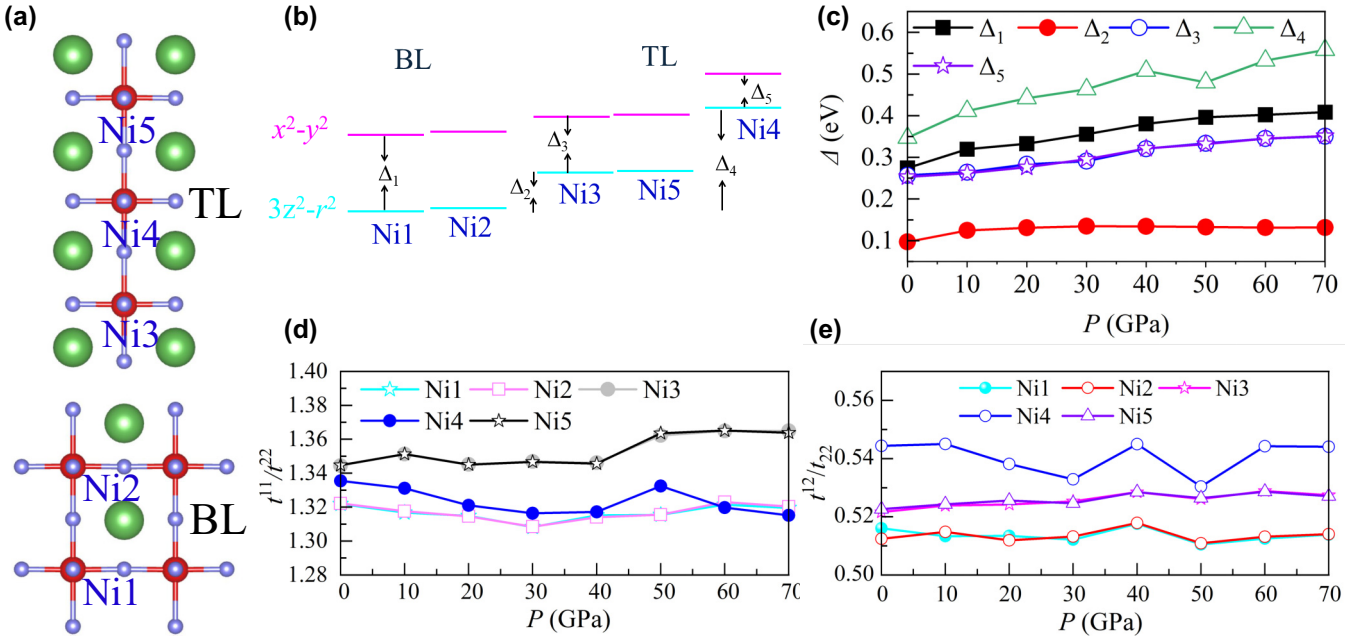 (a)
Ni5
TL
Ni4
Ni3
Ni2
BL
Ni1
(b)
BL
TL
x²-y²
3z²-r²
Δ₁
Δ₂
Δ₃
Δ₄
Δ₅
Ni1
Ni2
Ni3
Ni5
Ni4
(c)
Δ₁ Δ₂ Δ₃ Δ₄
Δ₅
Δ (eV)
0.6
0.5
0.4
0.3
0.2
0.1
0 10 20 30 40 50 60 70
P (GPa)
(d)
Ni1 Ni2 Ni3
Ni4 Ni5
t¹¹/t²²
1.40
1.38
1.36
1.34
1.32
1.30
1.28
0 10 20 30 40 50 60 70
P (GPa)
(e)
Ni1 Ni2 Ni3
Ni4 Ni5
t¹²/t₂₂
0.56
0.54
0.52
0.50
0 10 20 30 40 50 60 70
P (GPa)